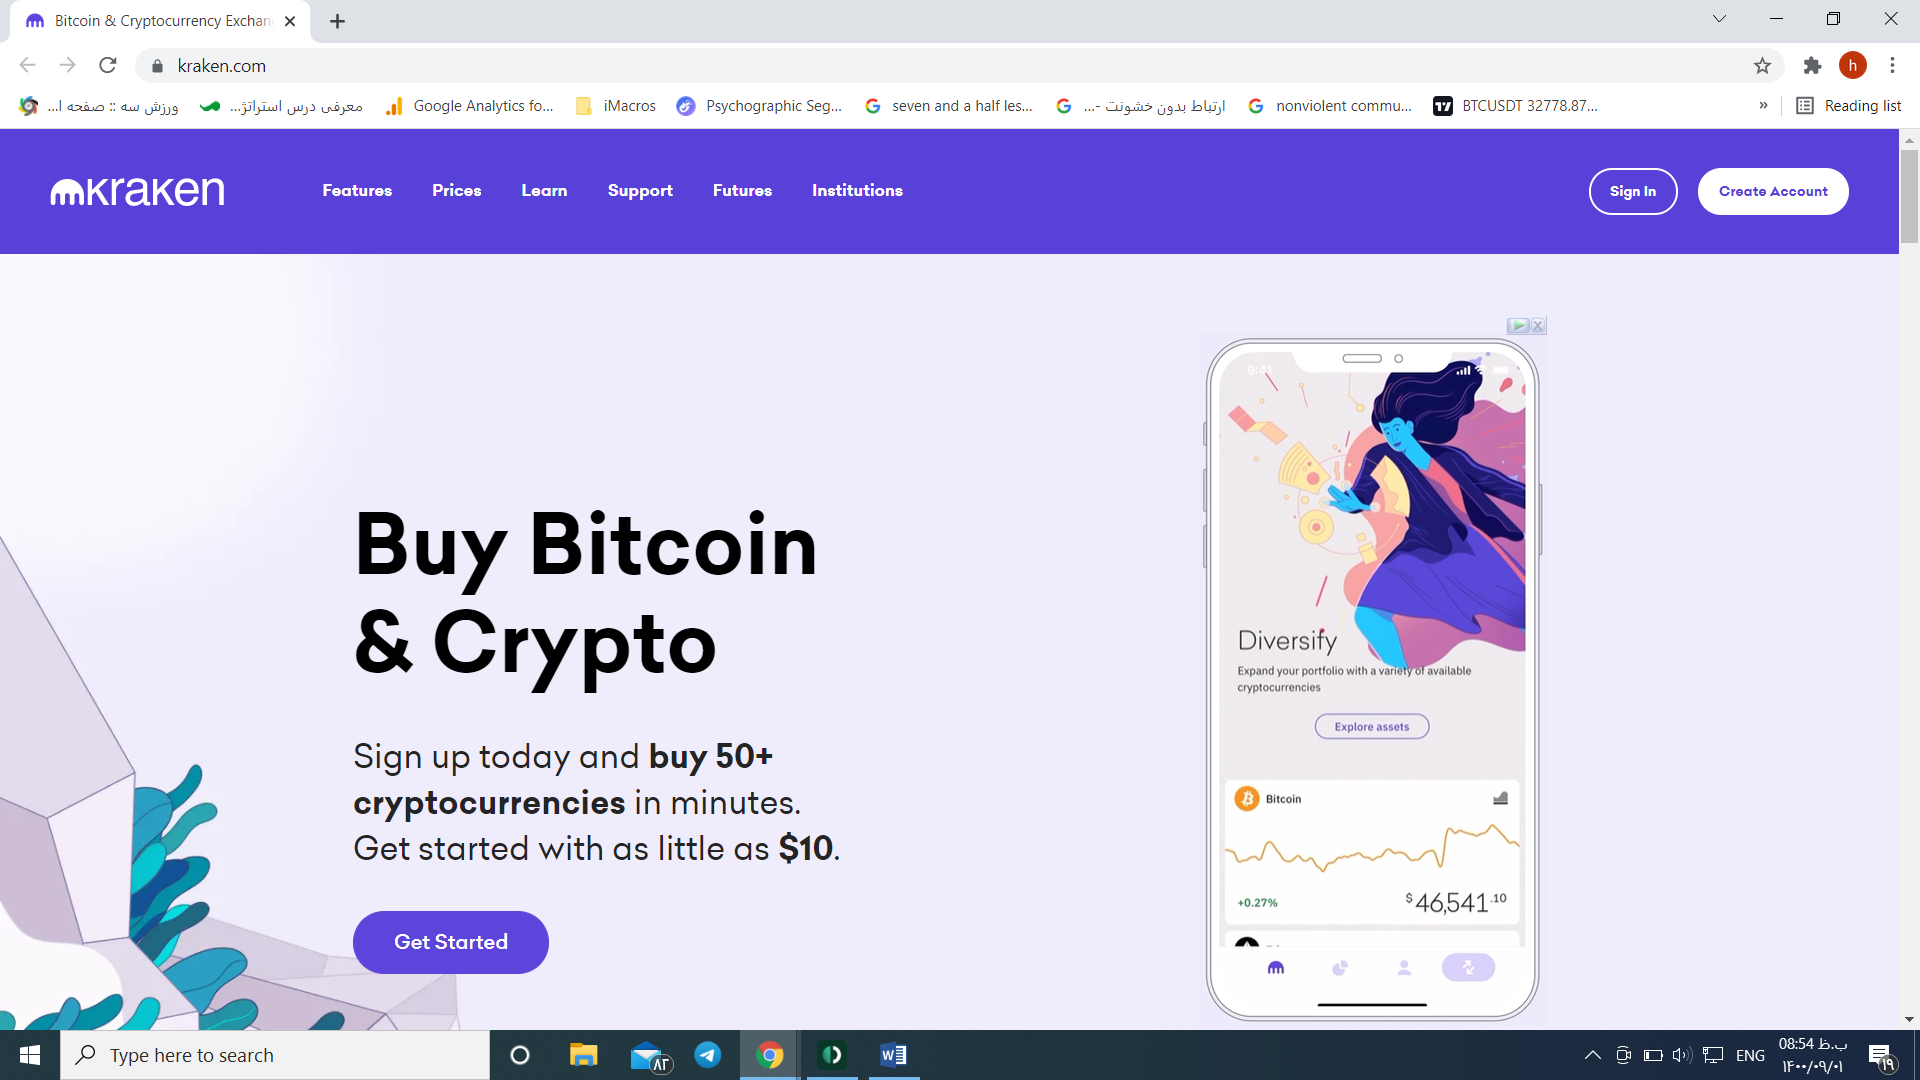 Bitcoin & Cryptocurrency Exchan
kraken.com
h
ورزش سه :: صفحه ا...
معرفی درس استراتژ...
Google Analytics fo...
iMacros
Psychographic Seg...
seven and a half les...
ارتباط بدون خشونت -...
nonviolent commu...
BTCUSDT 32778.87...
»
Reading list
mkraken
Features
Prices
Learn
Support
Futures
Institutions
Sign In
Create Account
9:41
Buy Bitcoin
& Crypto
Sign up today and buy 50+
cryptocurrencies in minutes.
Get started with as little as $10.
Get Started
Diversify
Expand your portfolio with a variety of available
cryptocurrencies
Explore assets
Bitcoin
+0.27%
$46,541.10
Type here to search
۸۲
ENG
08:54 ب.ظ
۱۴۰۰/۰۹/۰۱
۱۹